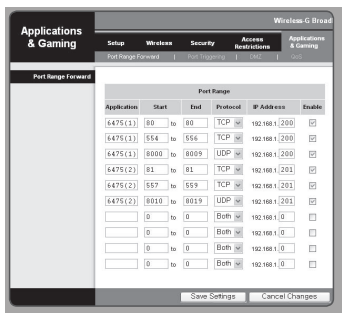 Wireless-G Broad
Applications & Gaming
Setup Wireless Security Access Restrictions Applications & Gaming
Port Range Forward | Port Triggering | DMZ | QoS
Port Range Forward
Port Range
Application Start End Protocol IP Address Enable
6475(1) 80 to 80 TCP 192.168.1. 200
6475(1) 554 to 556 TCP 192.168.1. 200
6475(1) 8000 to 8009 UDP 192.168.1. 200
6475(2) 81 to 81 TCP 192.168.1. 201
6475(2) 557 to 559 TCP 192.168.1. 201
6475(2) 8010 to 8019 UDP 192.168.1. 201
0 to 0 Both 192.168.1. 0
0 to 0 Both 192.168.1. 0
0 to 0 Both 192.168.1. 0
0 to 0 Both 192.168.1. 0
Save Settings Cancel Changes